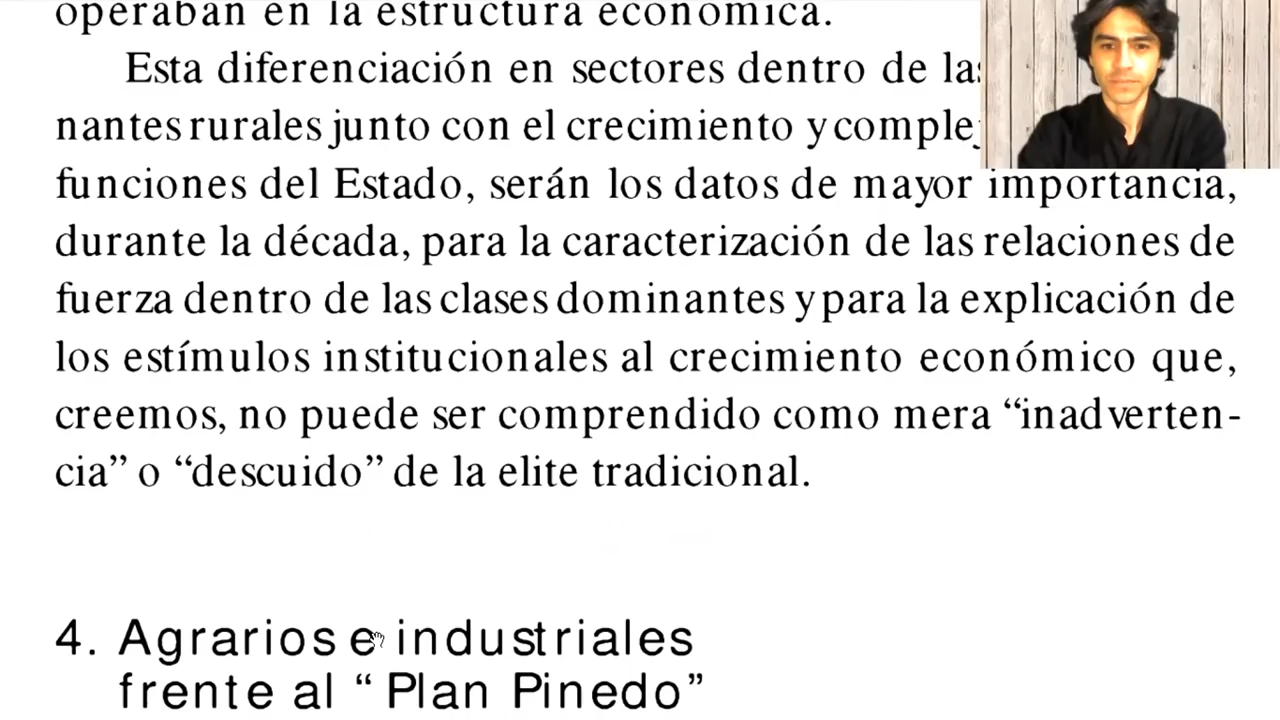 operaban en la estructura económica.
Esta diferenciación en sectores dentro de las
nantes rurales junto con el crecimiento y comple
funciones del Estado, serán los datos de mayor importancia,
durante la década, para la caracterización de las relaciones de
fuerza dentro de las clases dominantes y para la explicación de
los estímulos institucionales al crecimiento económico que,
creemos, no puede ser comprendido como mera “inadverten-
cia” o “descuido” de la elite tradicional.
4. Agrarios e industriales
frente al “Plan Pinedo”